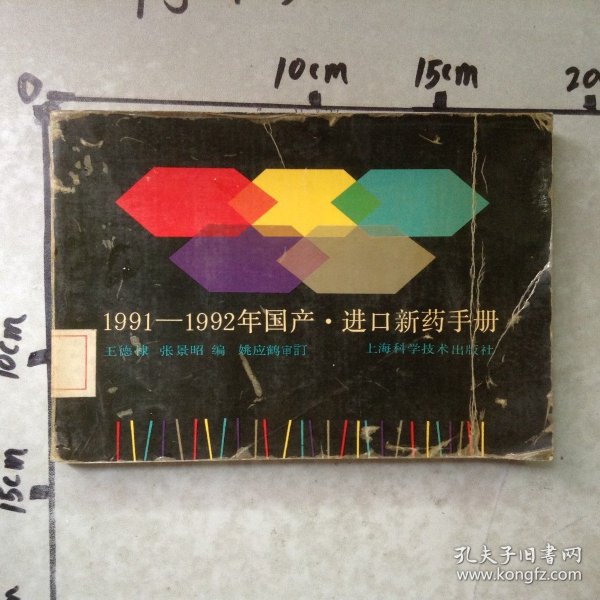 0
10cm
15cm
20
10cm
15cm
1991—1992年国产·进口新药手册
王德棣 张景昭 编 姚应鹤审訂 上海科学技术出版社
孔夫子旧书网
www.kongfz.com